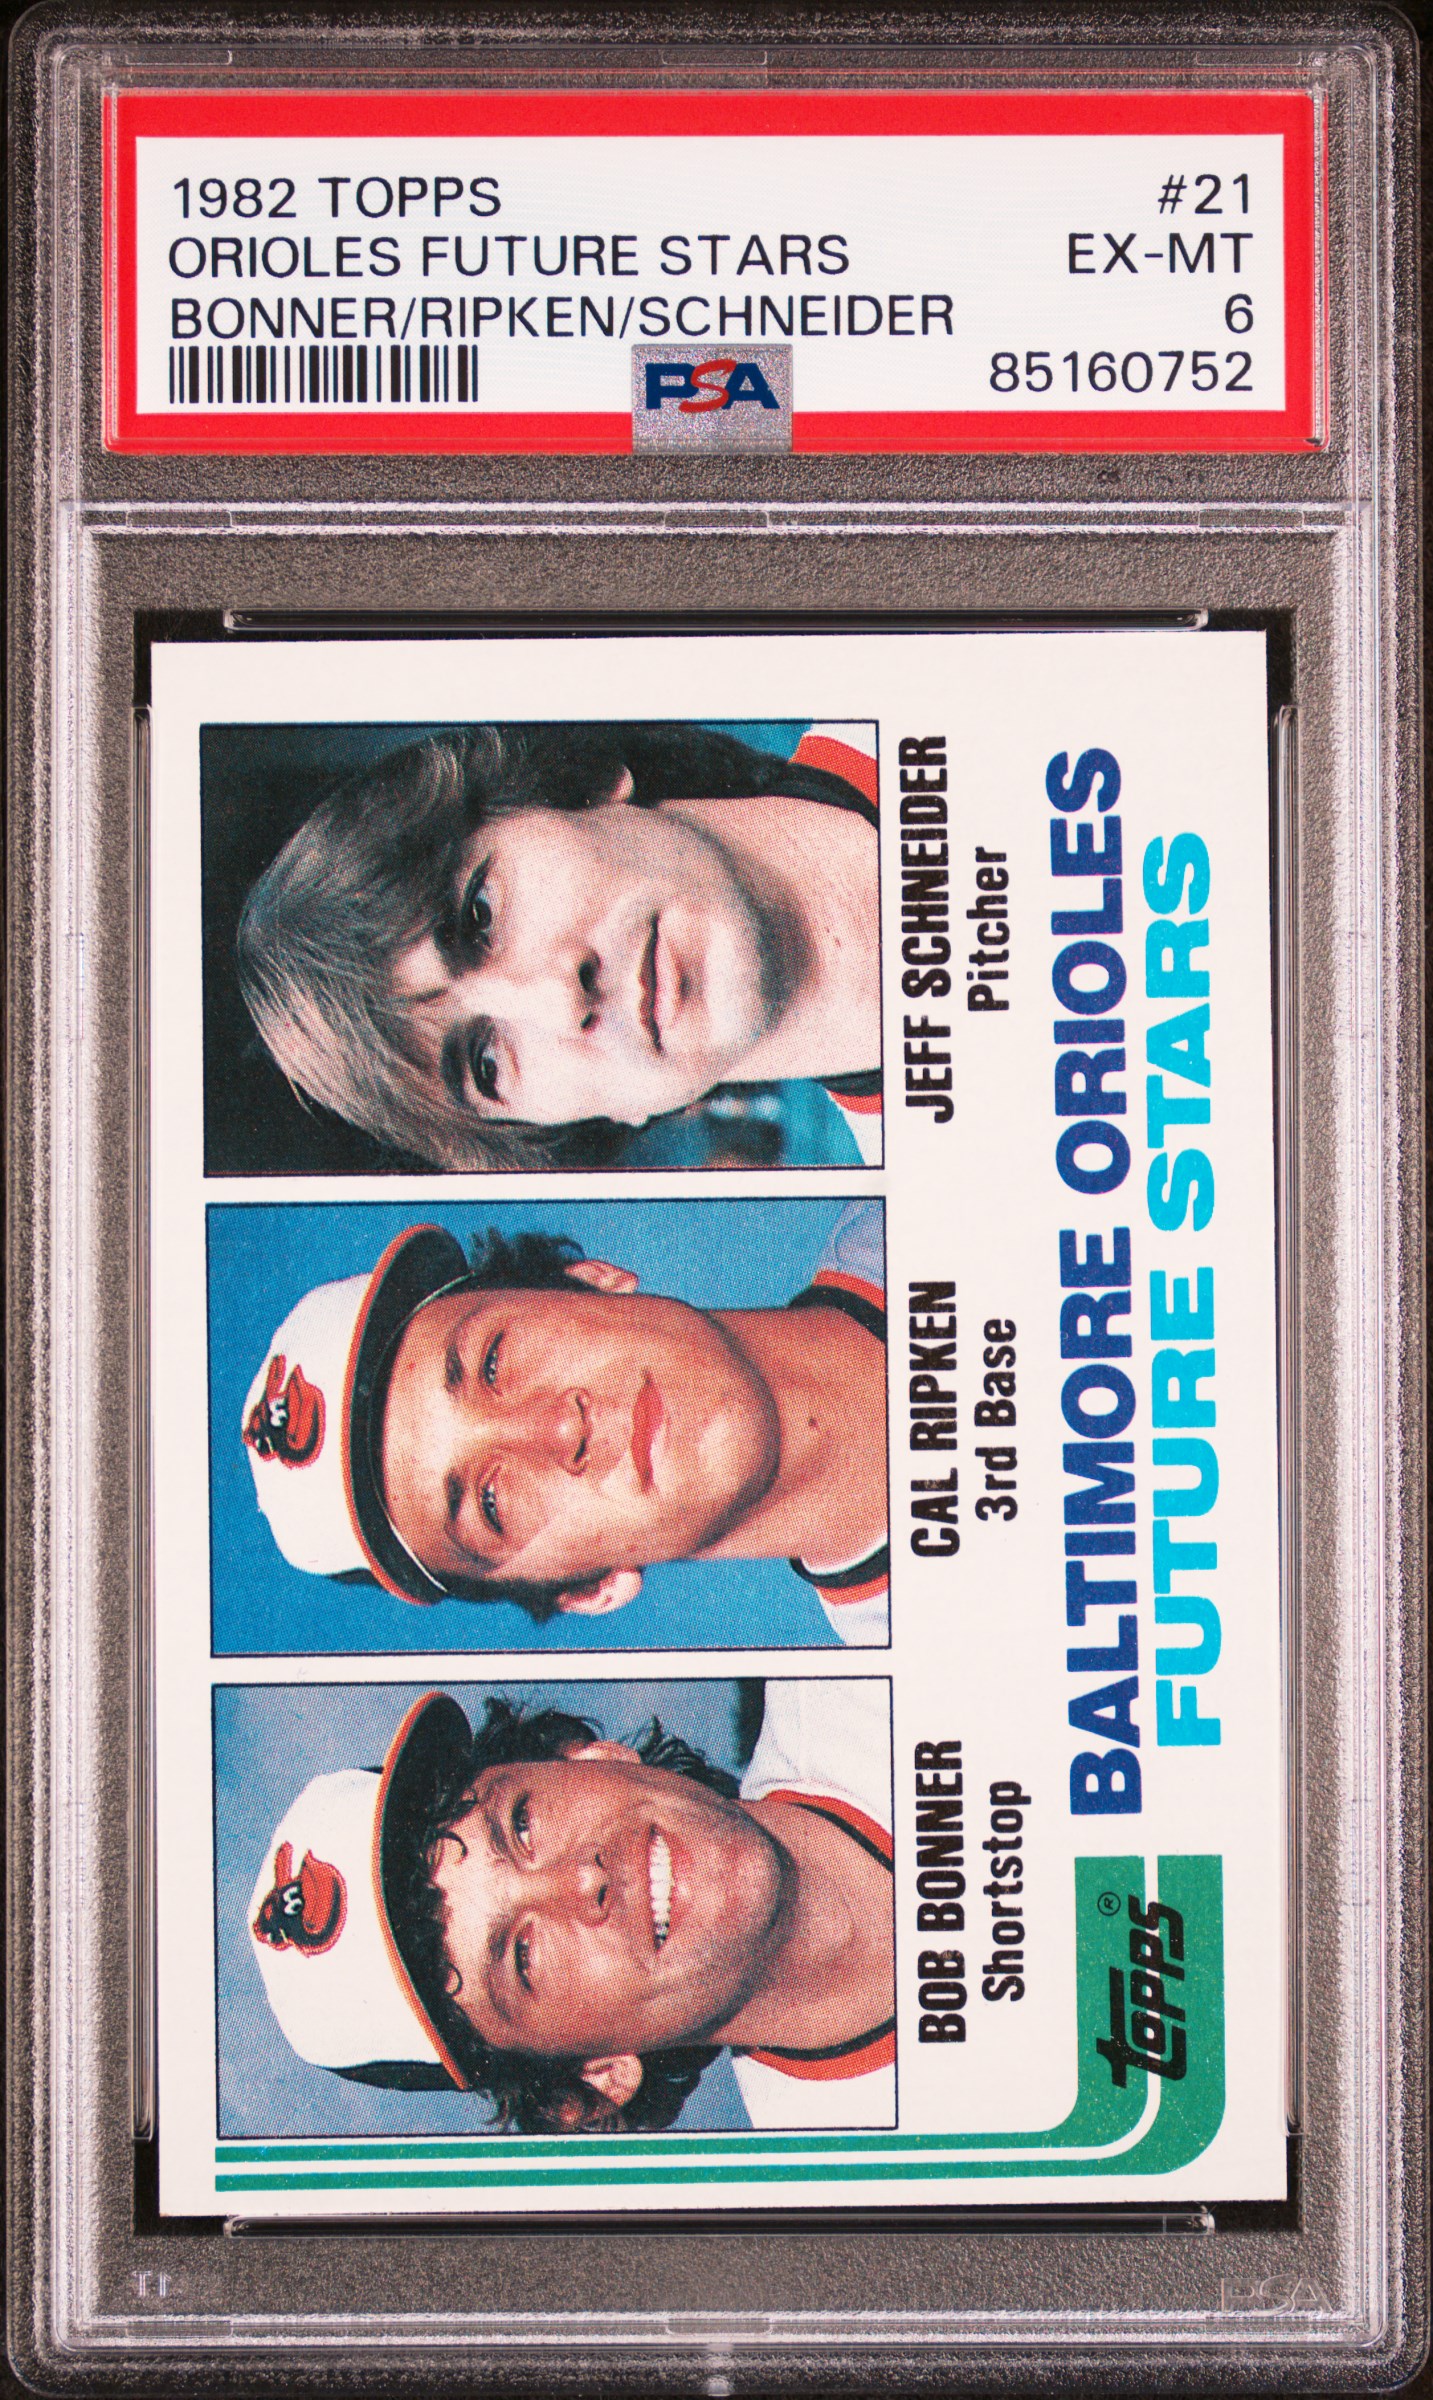 1982 TOPPS #21
ORIOLES FUTURE STARS EX-MT
BONNER/RIPKEN/SCHNEIDER 6
PSA 85160752
BOB BONNER
Shortstop
CAL RIPKEN
3rd Base
JEFF SCHNEIDER
Pitcher
Topps®
BALTIMORE ORIOLES
FUTURE STARS
PSA